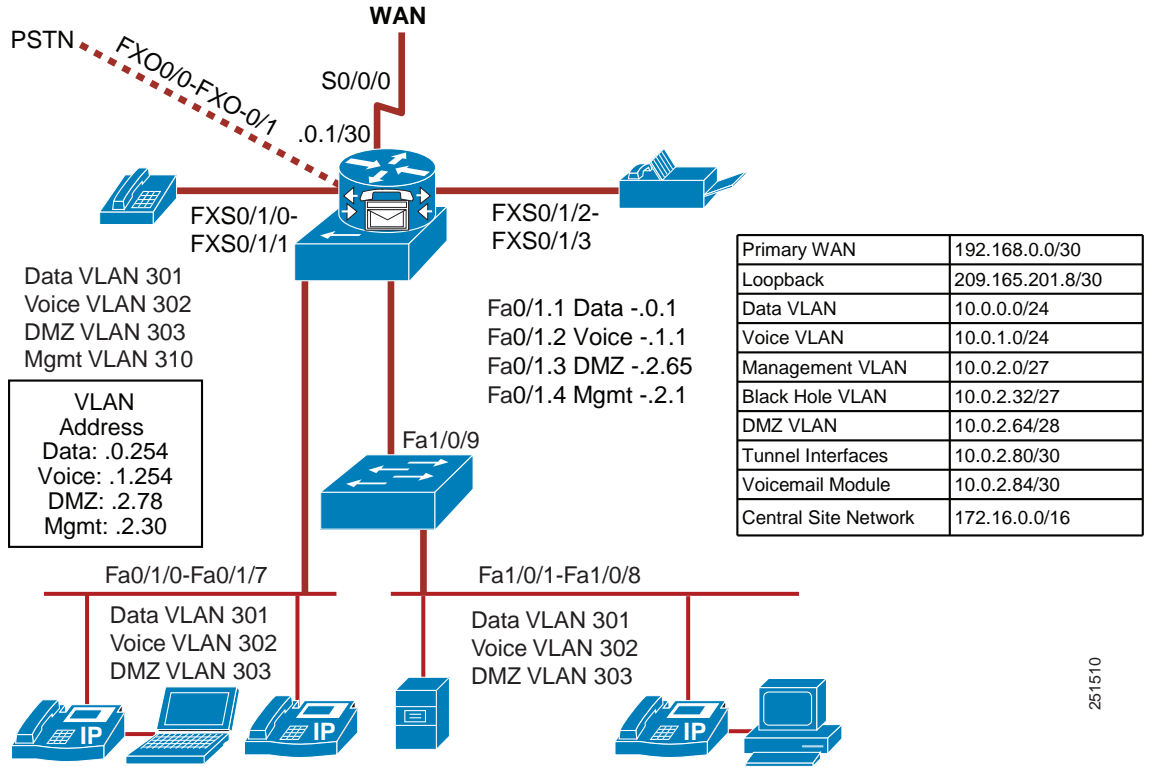 WAN
PSTN
FXO0/0-FXO-0/1
S0/0/0
.0.1/30
FXS0/1/0-
FXS0/1/1
FXS0/1/2-
FXS0/1/3
Data VLAN 301
Voice VLAN 302
DMZ VLAN 303
Mgmt VLAN 310
Fa0/1.1 Data -.0.1
Fa0/1.2 Voice -.1.1
Fa0/1.3 DMZ -.2.65
Fa0/1.4 Mgmt -.2.1
Primary WAN 192.168.0.0/30
Loopback 209.165.201.8/30
Data VLAN 10.0.0.0/24
Voice VLAN 10.0.1.0/24
Management VLAN 10.0.2.0/27
Black Hole VLAN 10.0.2.32/27
DMZ VLAN 10.0.2.64/28
Tunnel Interfaces 10.0.2.80/30
Voicemail Module 10.0.2.84/30
Central Site Network 172.16.0.0/16
VLAN
Address
Data: .0.254
Voice: .1.254
DMZ: .2.78
Mgmt: .2.30
Fa1/0/9
Fa0/1/0-Fa0/1/7
Data VLAN 301
Voice VLAN 302
DMZ VLAN 303
Fa1/0/1-Fa1/0/8
Data VLAN 301
Voice VLAN 302
DMZ VLAN 303
IP
IP
IP
251510